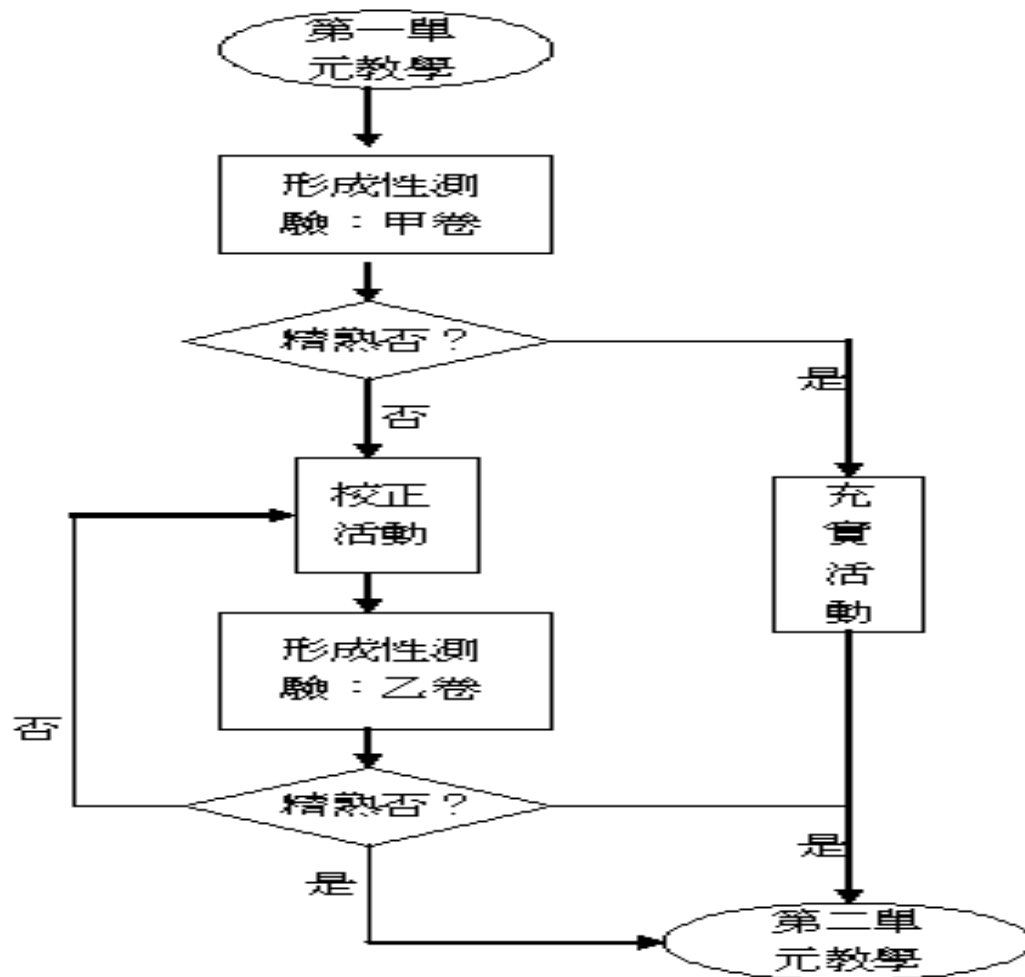 第一單
元教學
形成性測
驗：甲卷
精熟否？
是
否
校正
活動
充
實
活
動
形成性測
驗：乙卷
否
精熟否？
是
是
第二單
元教學